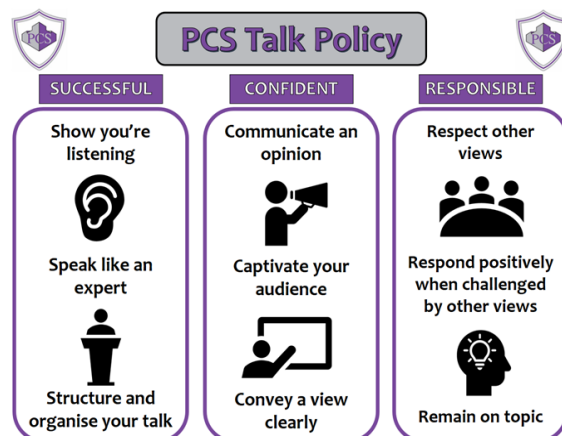 PCS
PCS Talk Policy
PCS
SUCCESSFUL
Show you're
listening
Speak like an
expert
Structure and
organise your talk
CONFIDENT
Communicate an
opinion
Captivate your
audience
Convey a view
clearly
RESPONSIBLE
Respect other
views
Respond positively
when challenged
by other views
Remain on topic